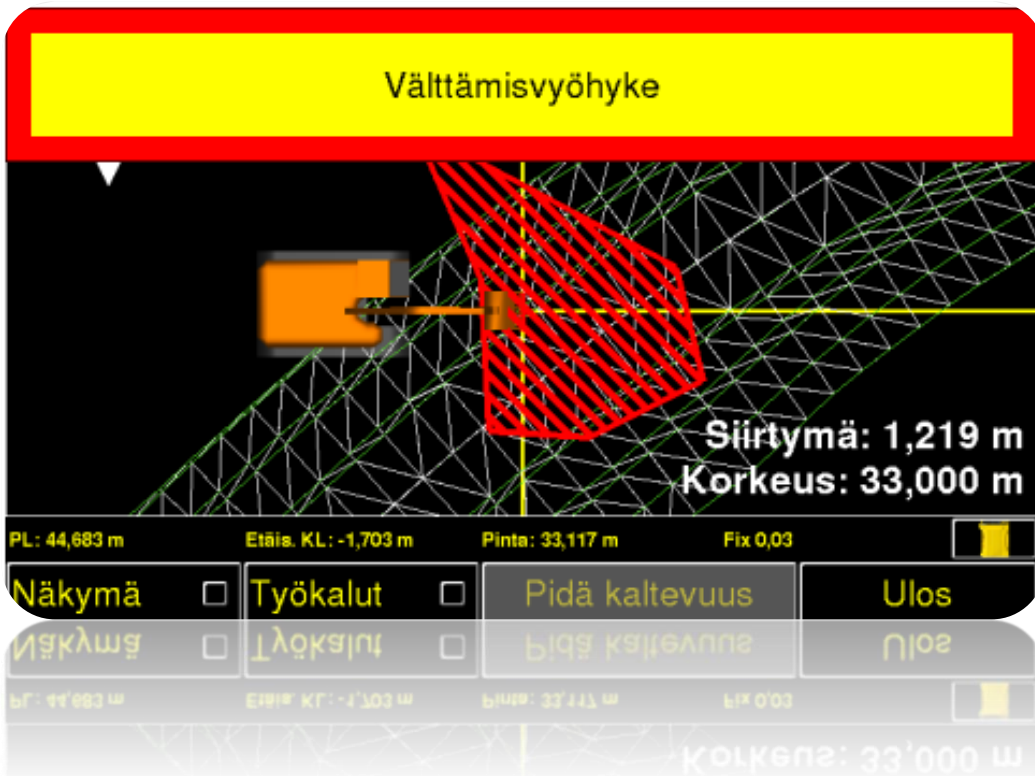 Välttämisvyöhyke
Siirtymä: 1,219 m
Korkeus: 33,000 m
PL: 44,683 m Etäis. KL: -1,703 m Pinta: 33,117 m Fix 0,03
Näkymä Työkalut Pidä kaltevuus Ulos